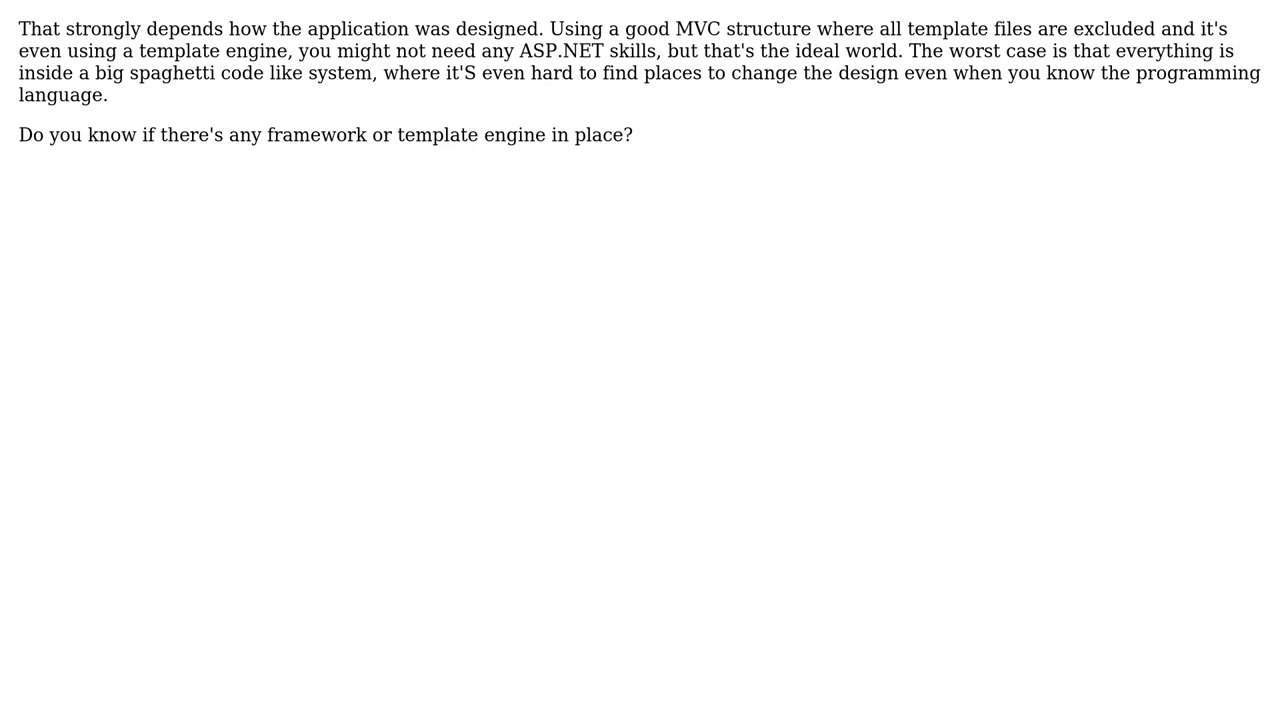 That strongly depends how the application was designed. Using a good MVC structure where all template files are excluded and it's
even using a template engine, you might not need any ASP.NET skills, but that's the ideal world. The worst case is that everything is
inside a big spaghetti code like system, where it'S even hard to find places to change the design even when you know the programming
language.
Do you know if there's any framework or template engine in place?